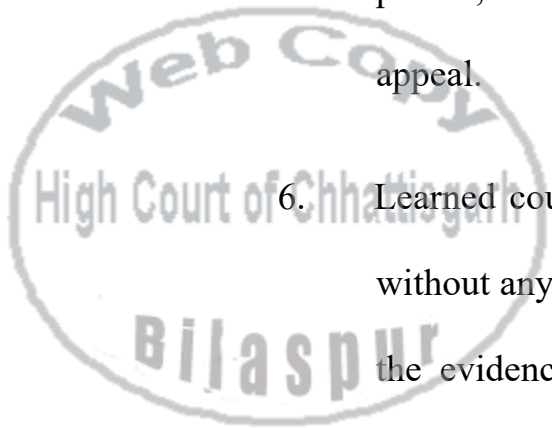 Web Copy
appeal.
High Court of Chhattisgarh
6. Learned cou
without any
Bilaspur
the evidenc